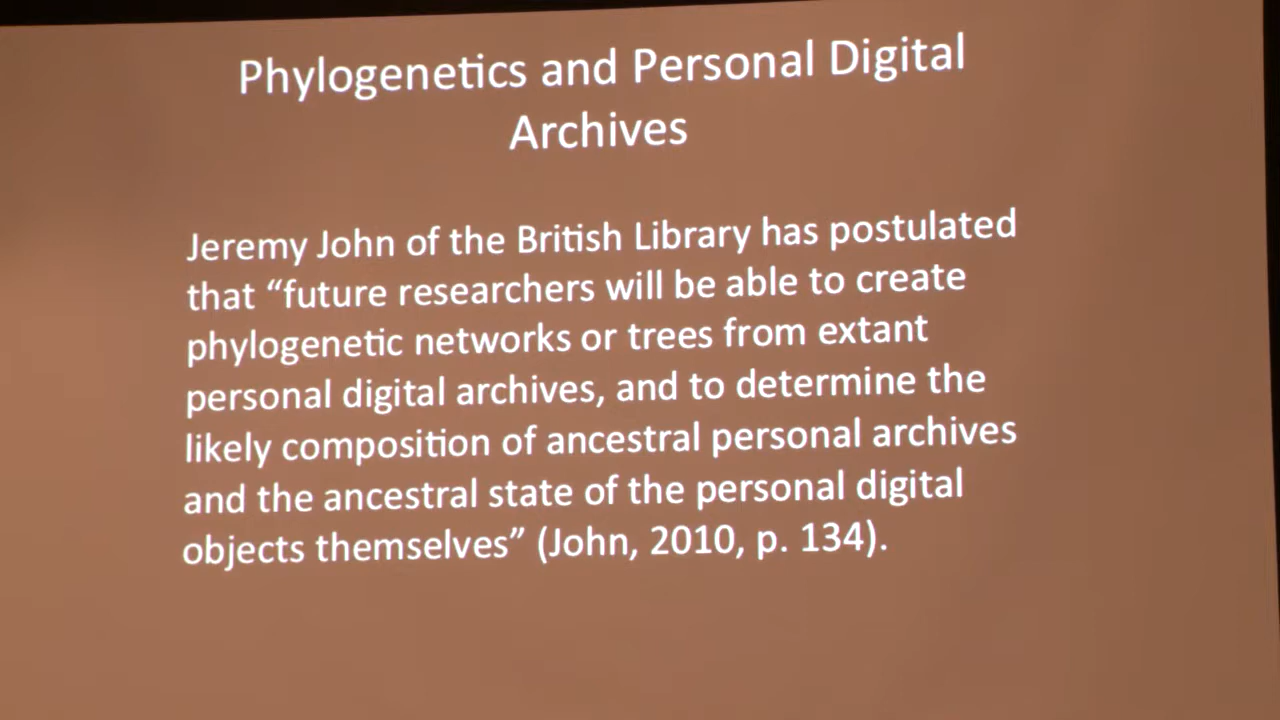 Phylogenetics and Personal Digital
Archives
Jeremy John of the British Library has postulated
that “future researchers will be able to create
phylogenetic networks or trees from extant
personal digital archives, and to determine the
likely composition of ancestral personal archives
and the ancestral state of the personal digital
objects themselves” (John, 2010, p. 134).